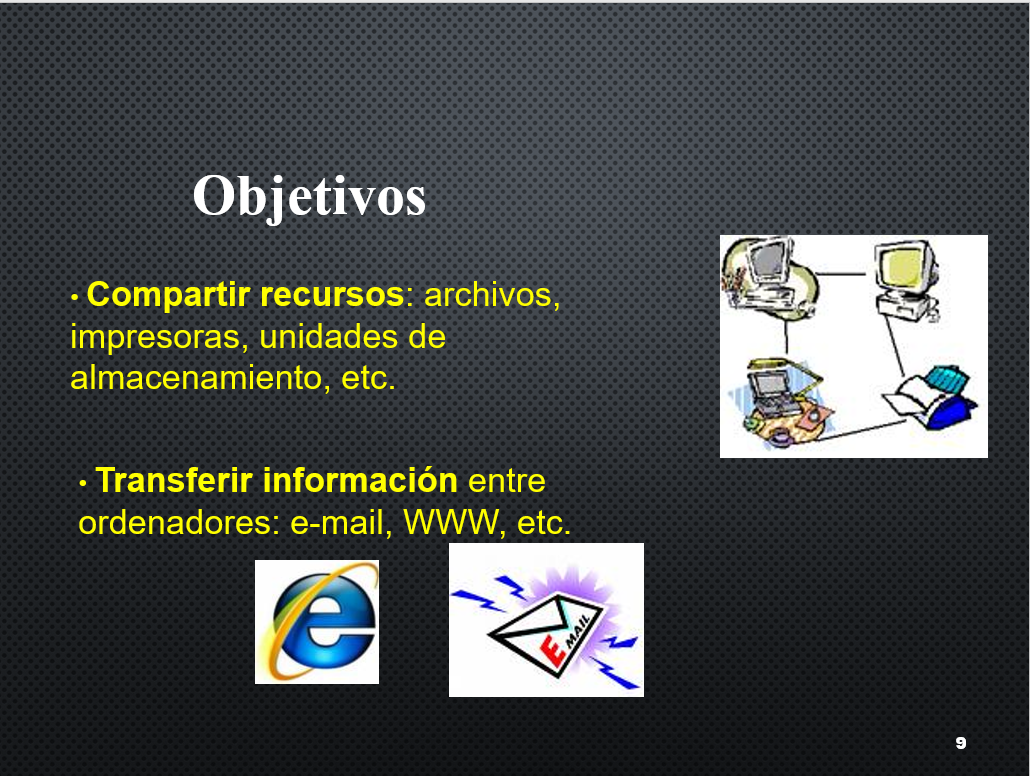 Objetivos
• Compartir recursos: archivos,
impresoras, unidades de
almacenamiento, etc.
• Transferir información entre
ordenadores: e-mail, WWW, etc.
e
E MAIL
9